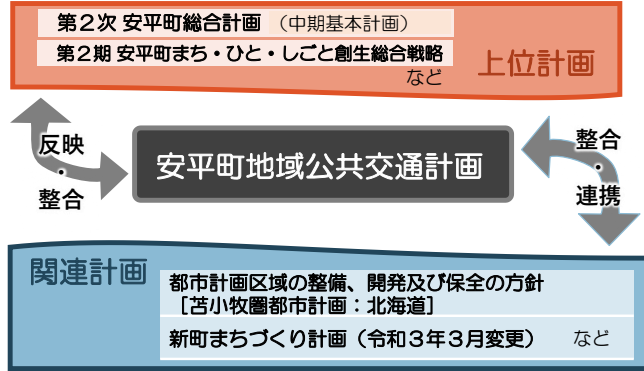 第2次 安平町総合計画 (中期基本計画)
第2期 安平町まち・ひと・しごと創生総合戦略
など
上位計画
反映
・
整合
安平町地域公共交通計画
整合
・
連携
関連計画
都市計画区域の整備、開発及び保全の方針
[苫小牧圏都市計画:北海道]
新町まちづくり計画(令和3年3月変更) など